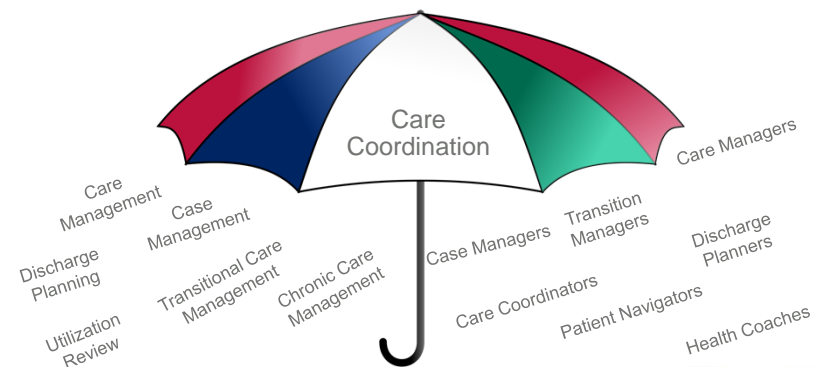 Care
Coordination
Care
Management
Case
Management
Discharge
Planning
Transitional Care
Management
Chronic Care
Management
Utilization
Review
Care Managers
Transition
Managers
Case Managers
Discharge
Planners
Care Coordinators
Patient Navigators
Health Coaches